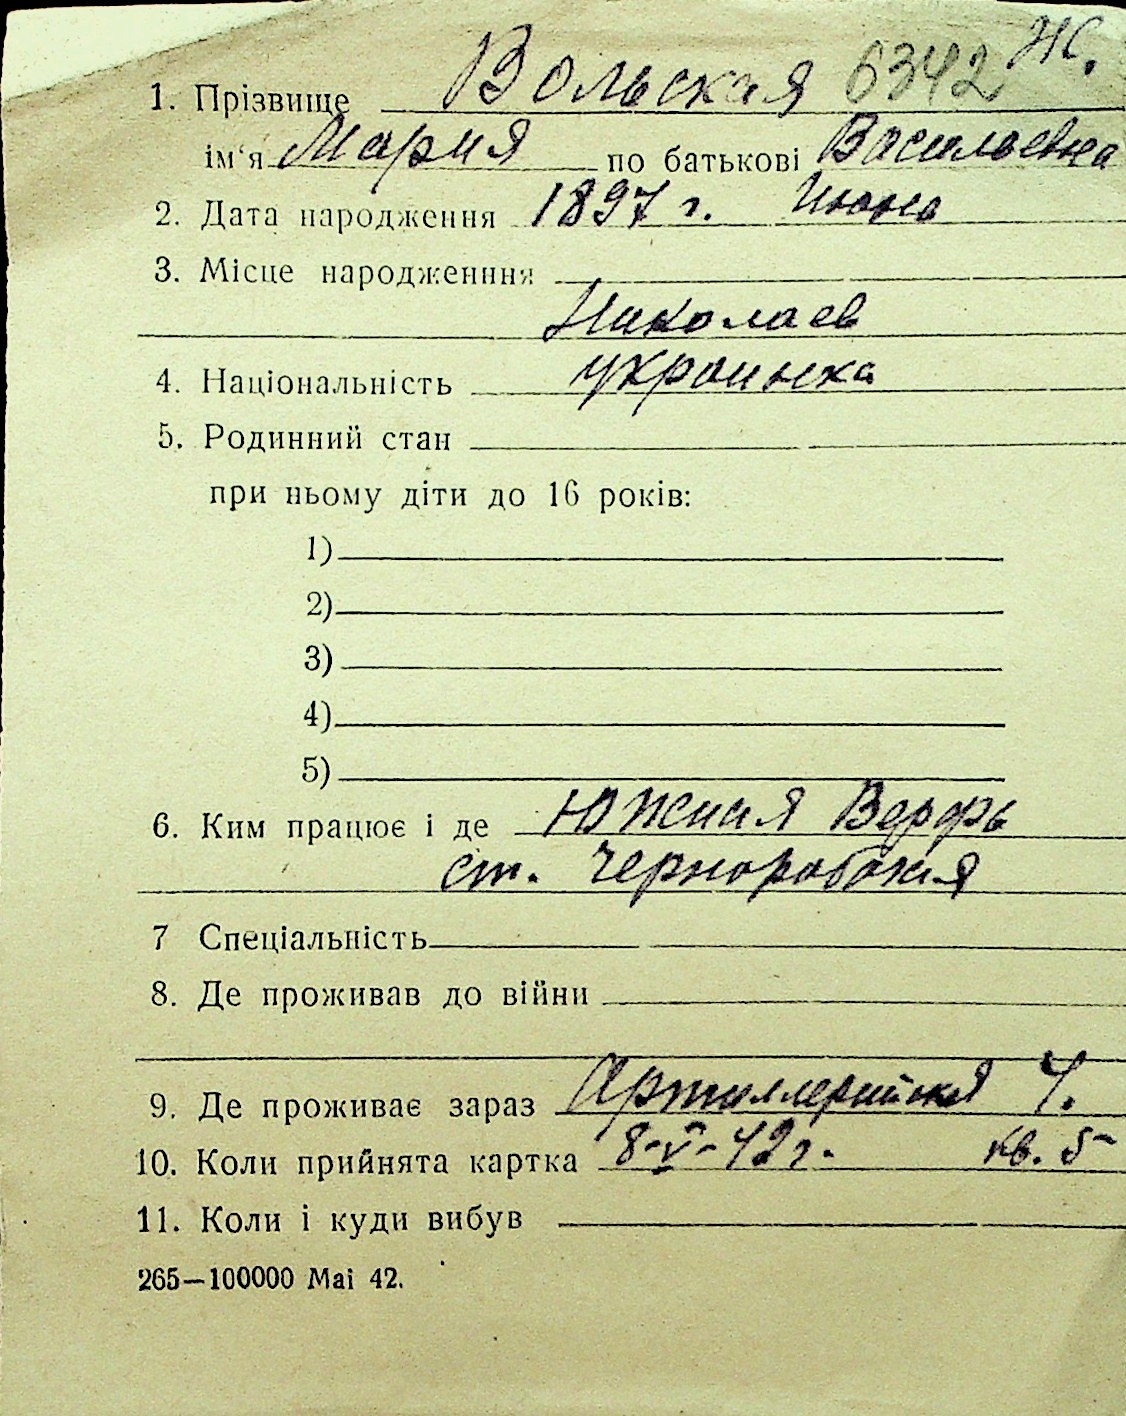 1. Прізвище Вольская 6342 Ж.
ім‘я Мария по батькові Васильевна
2. Дата народження 1897 г. Июня
3. Місце народженння
Николаев
4. Національність украинка
5. Родинний стан
при ньому діти до 16 років:
1)
2)
3)
4)
5)
6. Ким працює і де Южная Верфь
ст. Чернорабочая
7 Спеціальність
8. Де проживав до війни
9. Де проживає зараз Артиллерийская 4.
10. Коли прийнята картка 8-V-42 г. кв. 5
11. Коли і куди вибув
265—100000 Mai 42.